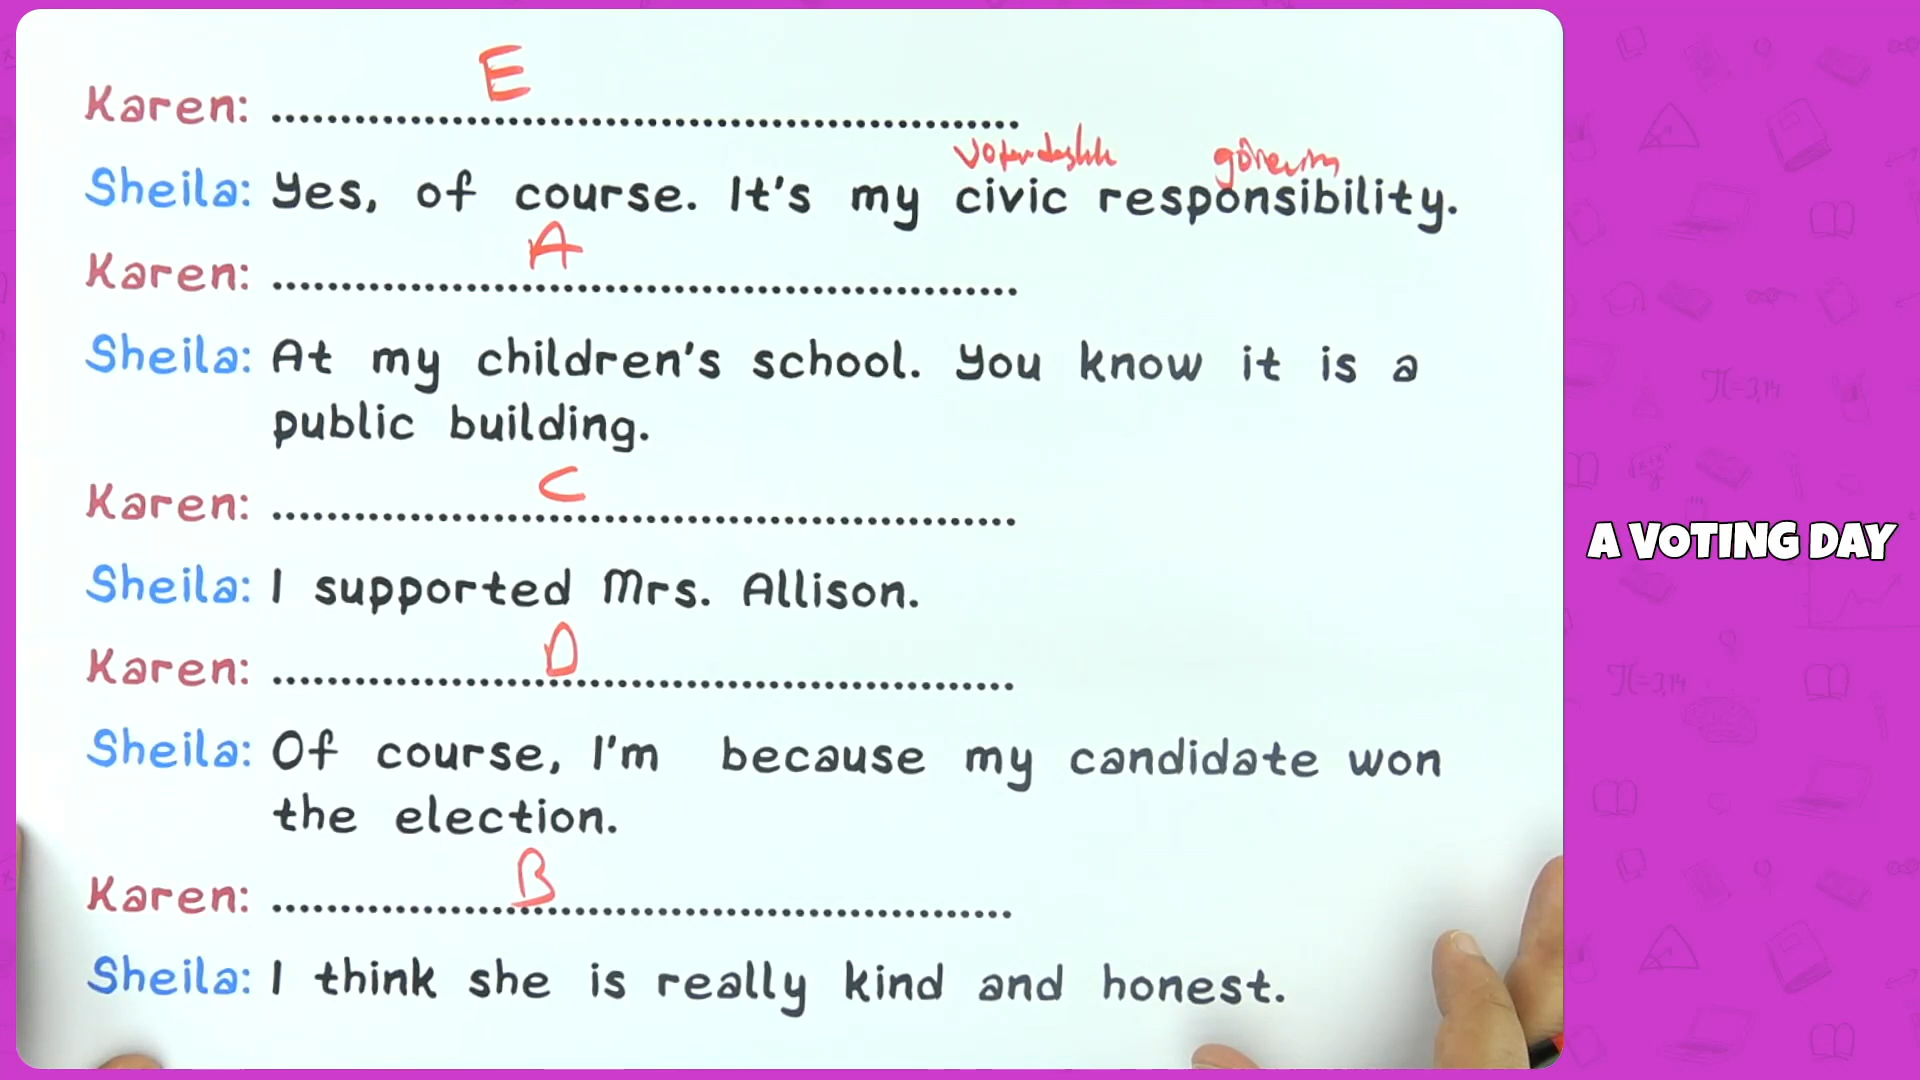 E
Karen: ......................................................
vatandaşlık görevim
Sheila: Yes, of course. It's my civic responsibility.
A
Karen: ......................................................
Sheila: At my children's school. You know it is a
public building.
C
Karen: ......................................................
Sheila: I supported Mrs. Allison.
D
Karen: ......................................................
Sheila: Of course, I'm because my candidate won
the election.
B
Karen: ......................................................
Sheila: I think she is really kind and honest.
A VOTING DAY